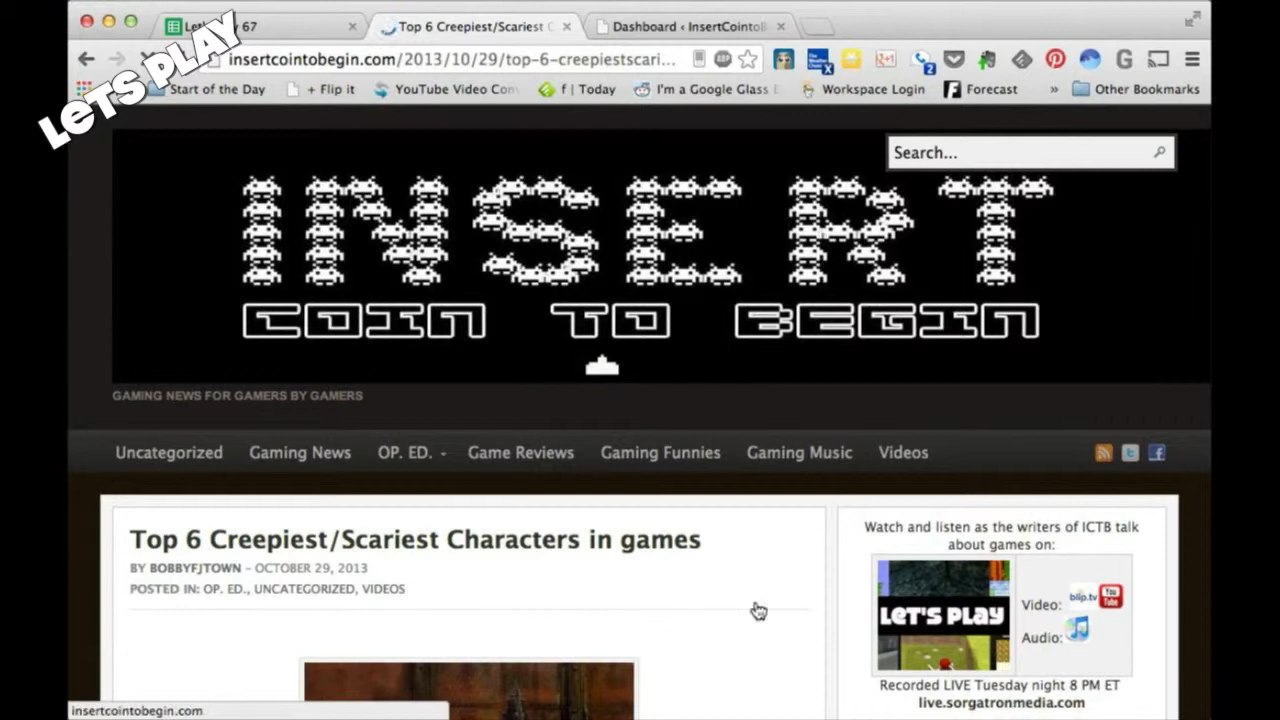 LETS PLAY
Top 6 Creepiest/Scariest C
Dashboard ‹ InsertCointoB
insertcointobegin.com/2013/10/29/top-6-creepiestscari...
Start of the Day
+ Flip it
YouTube Video Con
f | Today
I'm a Google Glass E
Workspace Login
Forecast
»
Other Bookmarks
Search...
INSERT
COIN TO BEGIN
GAMING NEWS FOR GAMERS BY GAMERS
Uncategorized
Gaming News
OP. ED.
Game Reviews
Gaming Funnies
Gaming Music
Videos
Top 6 Creepiest/Scariest Characters in games
BY BOBBYFJTOWN – OCTOBER 29, 2013
POSTED IN: OP. ED., UNCATEGORIZED, VIDEOS
Watch and listen as the writers of ICTB talk
about games on:
LET'S PLAY
Video: blip.tv You Tube
Audio:
Recorded LIVE Tuesday night 8 PM ET
live.sorgatronmedia.com
insertcointobegin.com